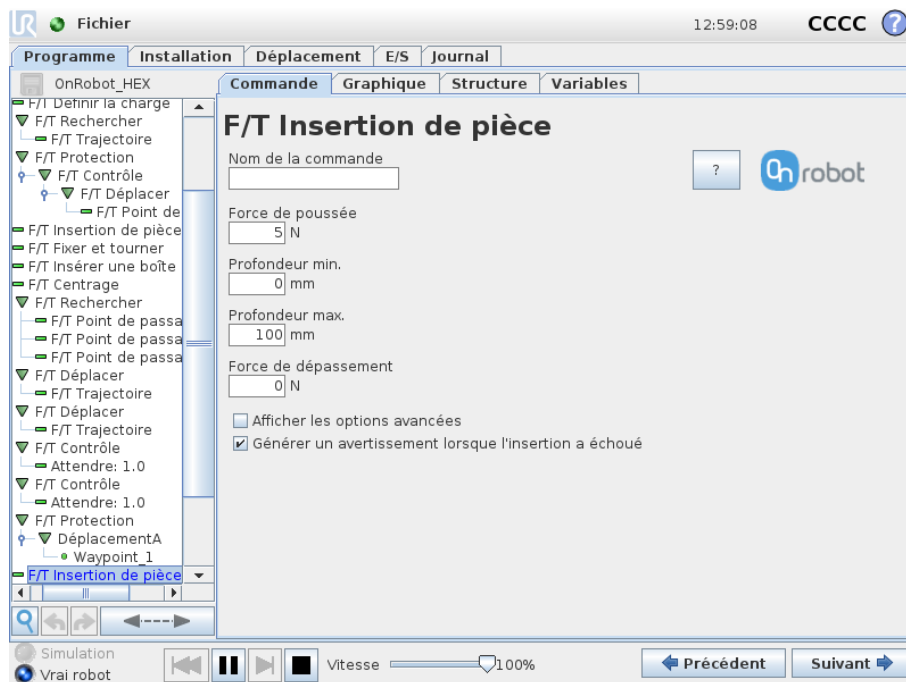 Fichier
12:59:08
CCCC
?
Programme
Installation
Déplacement
E/S
Journal
OnRobot_HEX
Commande
Graphique
Structure
Variables
F/T Définir la charge
F/T Rechercher
F/T Trajectoire
F/T Protection
F/T Contrôle
F/T Déplacer
F/T Point de
F/T Insertion de pièce
F/T Fixer et tourner
F/T Insérer une boîte
F/T Centrage
F/T Rechercher
F/T Point de passa
F/T Point de passa
F/T Point de passa
F/T Déplacer
F/T Trajectoire
F/T Déplacer
F/T Trajectoire
F/T Contrôle
Attendre: 1.0
F/T Contrôle
Attendre: 1.0
F/T Protection
DéplacementA
Waypoint_1
F/T Insertion de pièce
F/T Insertion de pièce
Nom de la commande
?
On robot
Force de poussée
5 N
Profondeur min.
0 mm
Profondeur max.
100 mm
Force de dépassement
0 N
Afficher les options avancées
Générer un avertissement lorsque l'insertion a échoué
Simulation
Vrai robot
Vitesse
100%
Précédent
Suivant